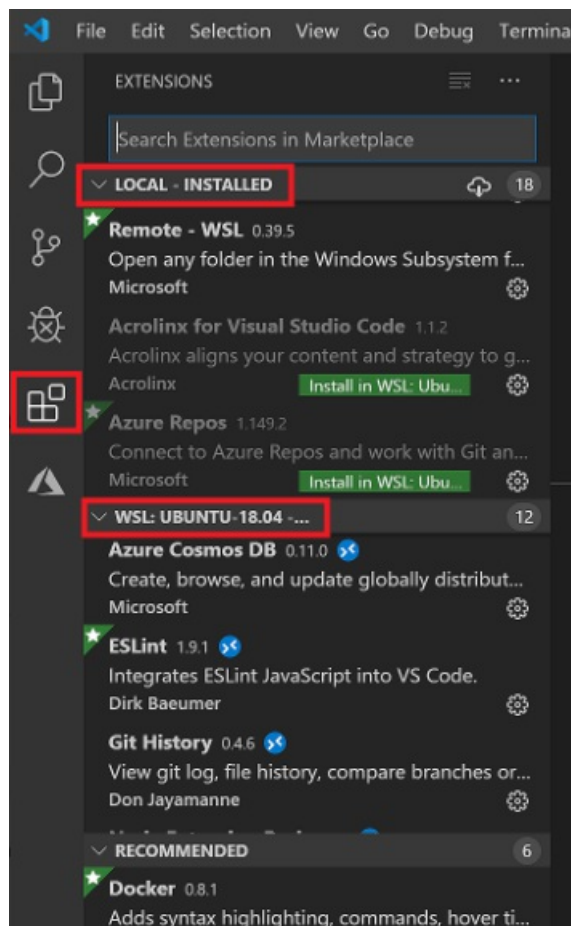 File Edit Selection View Go Debug Termina
EXTENSIONS
Search Extensions in Marketplace
LOCAL - INSTALLED 18
Remote - WSL 0.39.5
Open any folder in the Windows Subsystem f...
Microsoft
Acrolinx for Visual Studio Code 1.1.2
Acrolinx aligns your content and strategy to g...
Acrolinx Install in WSL: Ubu...
Azure Repos 1.149.2
Connect to Azure Repos and work with Git an...
Microsoft Install in WSL: Ubu...
WSL: UBUNTU-18.04 -... 12
Azure Cosmos DB 0.11.0
Create, browse, and update globally distribut...
Microsoft
ESLint 1.9.1
Integrates ESLint JavaScript into VS Code.
Dirk Baeumer
Git History 0.4.6
View git log, file history, compare branches or...
Don Jayamanne
RECOMMENDED 6
Docker 0.8.1
Adds syntax highlighting, commands, hover ti...